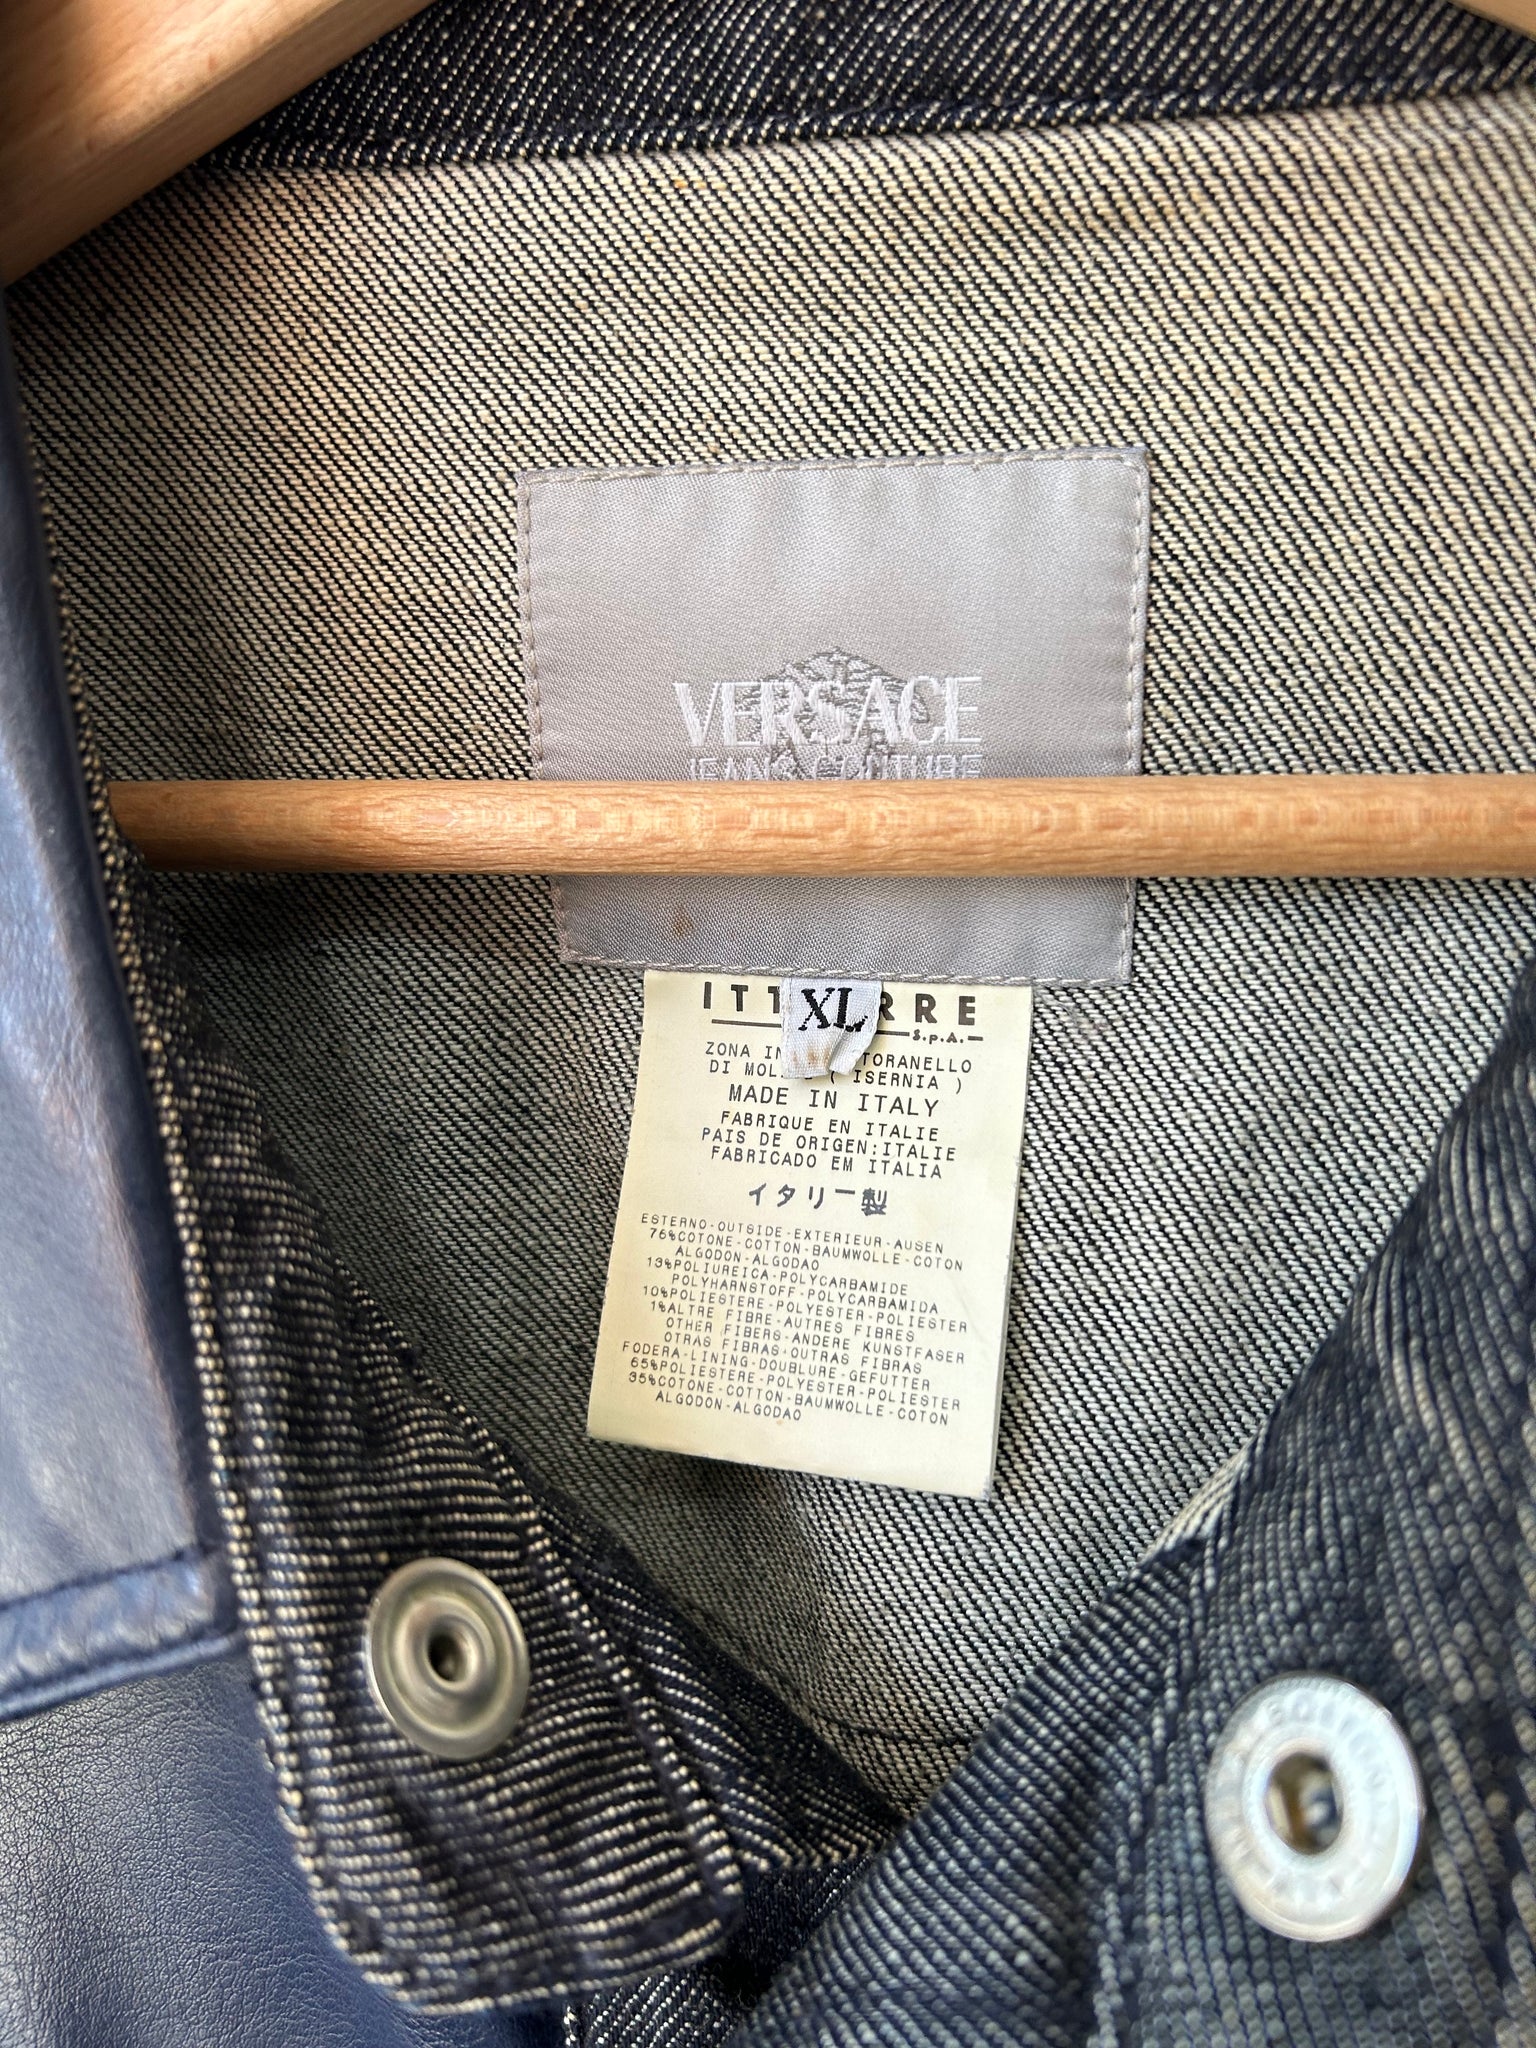 VERSACE
JEANS COUTURE
XL
ITT RRE
S.p.A.
ZONA IN TORANELLO
DI MOL ( ISERNIA )
MADE IN ITALY
FABRIQUE EN ITALIE
PAIS DE ORIGEN:ITALIE
FABRICADO EM ITALIA
イタリー製
ESTERNO-OUTSIDE-EXTERIEUR-AUSEN
76%COTONE-COTTON-BAUMWOLLE-COTON
ALGODON-ALGODAO
13%POLIUREICA-POLYCARBAMIDE
POLYHARNSTOFF-POLYCARBAMIDA
10%POLIESTERE-POLYESTER-POLIESTER
1%ALTRE FIBRE-AUTRES FIBRES
OTHER FIBERS-ANDERE KUNSTFASER
OTRAS FIBRAS-OUTRAS FIBRAS
FODERA-LINING-DOUBLURE-GEFUTTER
65%POLIESTERE-POLYESTER-POLIESTER
35%COTONE-COTTON-BAUMWOLLE-COTON
ALGODON-ALGODAO